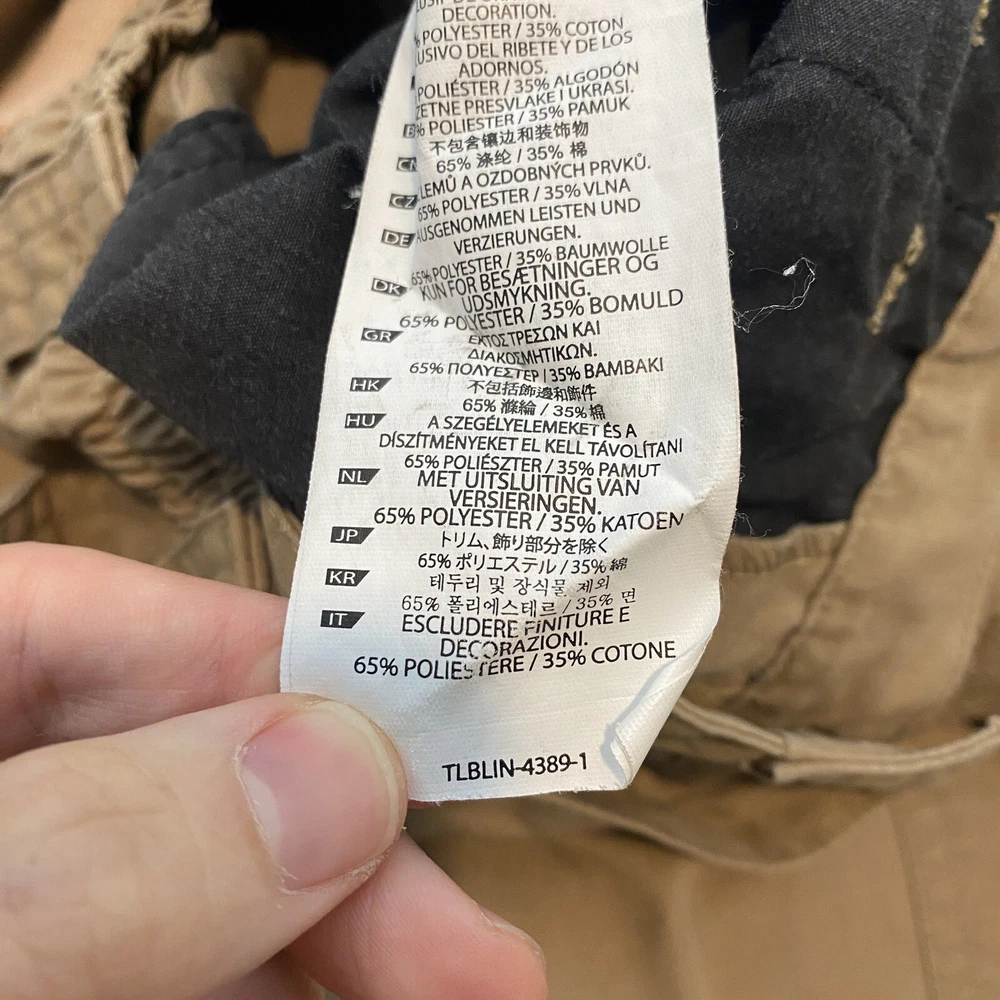 DECORATION.
% POLYESTER / 35% COTON
USIVO DEL RIBETE Y DE LOS
ADORNOS.
POLIÉSTER / 35% ALGODÓN
ZETNE PRESVLAKE I UKRASI.
% POLIESTER / 35% PAMUK
不包含镶边和装饰物
CN 65% 涤纶 / 35% 棉
LEMŮ A OZDOBNÝCH PRVKŮ.
CZ 65% POLYESTER / 35% VLNA
AUSGENOMMEN LEISTEN UND
DE VERZIERUNGEN.
65% POLYESTER / 35% BAUMWOLLE
DK KUN FOR BESÆTNINGER OG
UDSMYKNING.
65% POLYESTER / 35% BOMULD
GR ΕΚΤΟΣ ΤΡΕΣΩΝ ΚΑΙ
ΔΙΑΚΟΣΜΗΤΙΚΩΝ.
65% ΠΟΛΥΕΣΤΕΡ / 35% ΒΑΜΒΑΚΙ
HK 不包括飾邊和飾件
65% 滌綸 / 35% 棉
HU A SZEGÉLYELEMEKET ÉS A
DÍSZÍTMÉNYEKET EL KELL TÁVOLÍTANI
65% POLIÉSZTER / 35% PAMUT
NL MET UITSLUITING VAN
VERSIERINGEN.
65% POLYESTER / 35% KATOEN
JP トリム、飾り部分を除く
65% ポリエステル / 35% 綿
KR 테두리 및 장식물 제외
65% 폴리에스테르 / 35% 면
IT ESCLUDERE FINITURE E
DECORAZIONI.
65% POLIESTERE / 35% COTONE
TLBLIN-4389-1